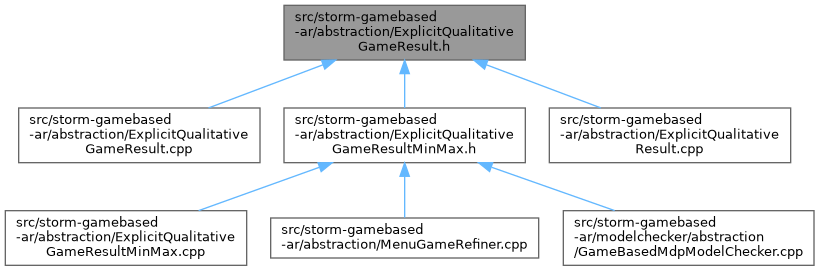 src/storm-gamebased
-ar/abstraction/ExplicitQualitative
GameResult.h
src/storm-gamebased
-ar/abstraction/ExplicitQualitative
GameResult.cpp
src/storm-gamebased
-ar/abstraction/ExplicitQualitative
GameResultMinMax.h
src/storm-gamebased
-ar/abstraction/ExplicitQualitative
Result.cpp
src/storm-gamebased
-ar/abstraction/ExplicitQualitative
GameResultMinMax.cpp
src/storm-gamebased
-ar/abstraction/MenuGameRefiner.cpp
src/storm-gamebased
-ar/modelchecker/abstraction
/GameBasedMdpModelChecker.cpp